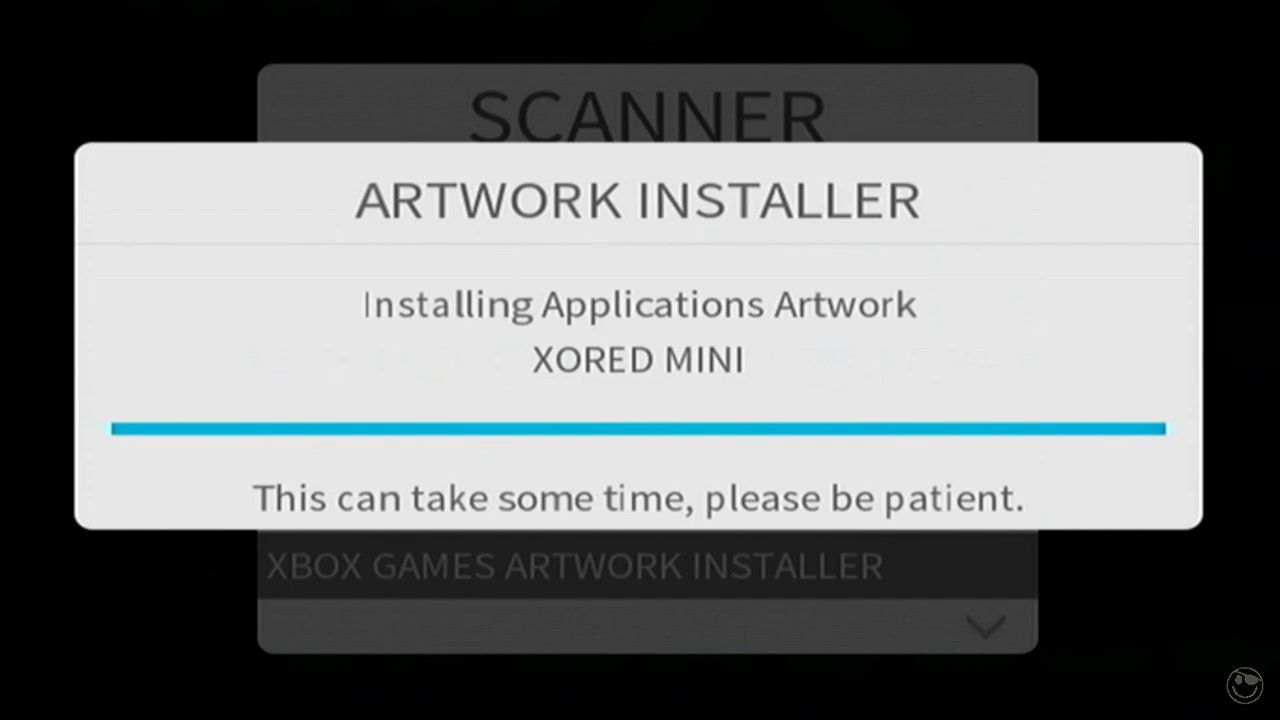 SCANNER
ARTWORK INSTALLER
Installing Applications Artwork
XORED MINI
This can take some time, please be patient.
XBOX GAMES ARTWORK INSTALLER